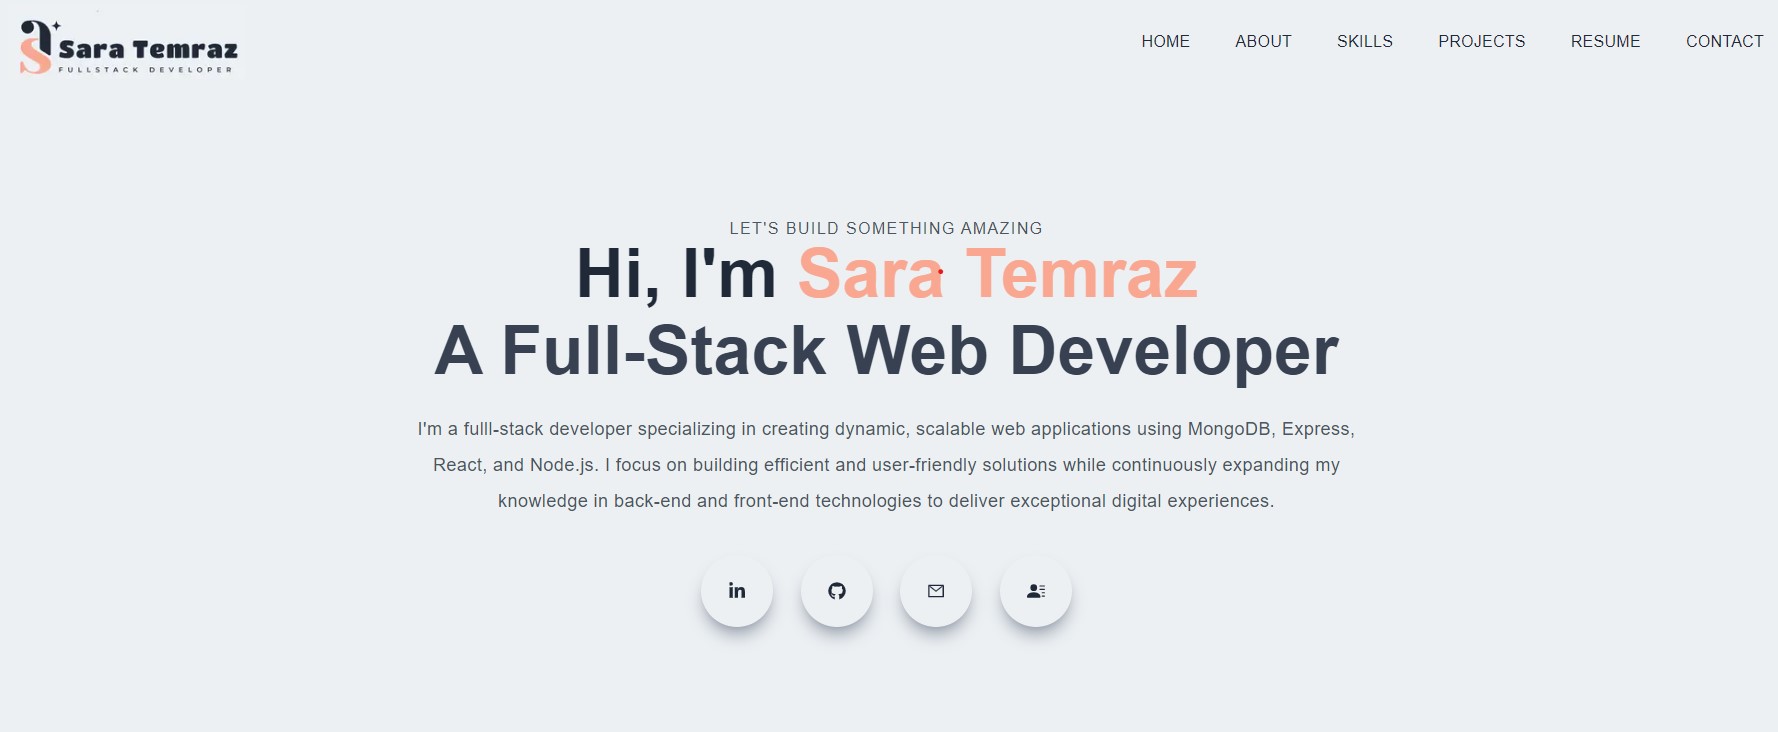 Sara Temraz
FULLSTACK DEVELOPER
HOME ABOUT SKILLS PROJECTS RESUME CONTACT
LET'S BUILD SOMETHING AMAZING
Hi, I'm Sara Temraz
A Full-Stack Web Developer
I'm a fulll-stack developer specializing in creating dynamic, scalable web applications using MongoDB, Express,
React, and Node.js. I focus on building efficient and user-friendly solutions while continuously expanding my
knowledge in back-end and front-end technologies to deliver exceptional digital experiences.
in